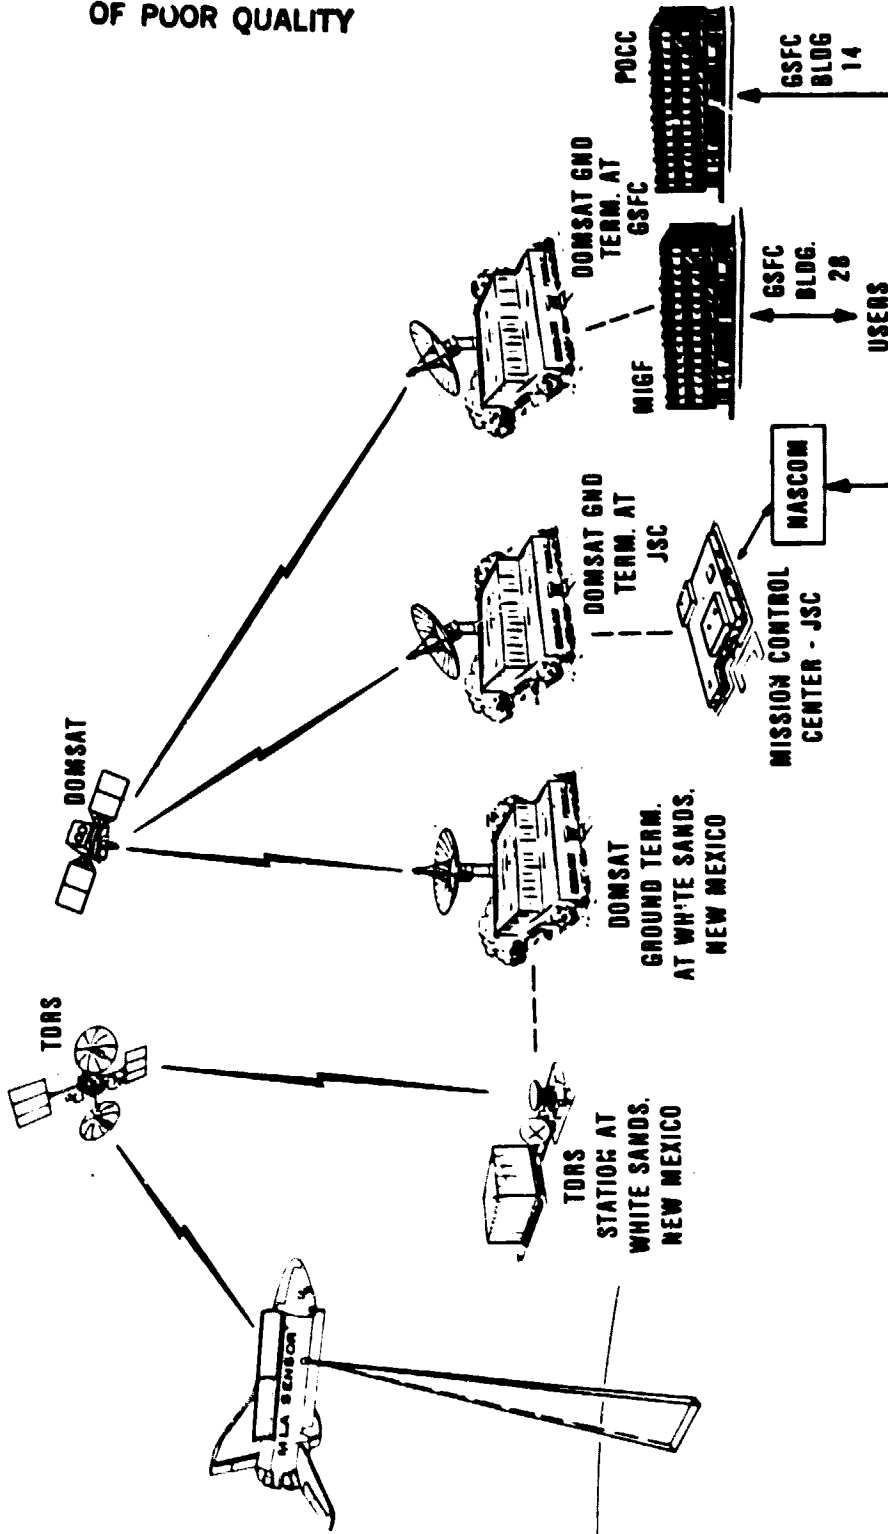 OF POOR QUALITY
DOMSAT
TDRS
MLA SENSOR
TDRS
STATION AT
WHITE SANDS,
NEW MEXICO
DOMSAT
GROUND TERM.
AT WHITE SANDS,
NEW MEXICO
DOMSAT GND
TERM. AT
JSC
DOMSAT GND
TERM. AT
GSFC
MISSION CONTROL
CENTER - JSC
NASCOM
MIGF
POCC
GSFC
BLDG.
28
GSFC
BLDG
14
USERS